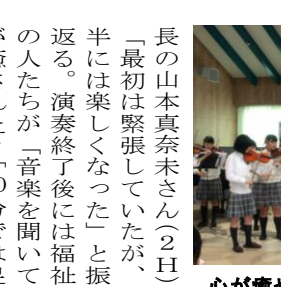 長の山本真奈未さん(2H)
「最初は緊張していたが、
半には楽しくなった」と振
返る。演奏終了後には福祉
の人たちが「音楽を聞いて
心が癒や